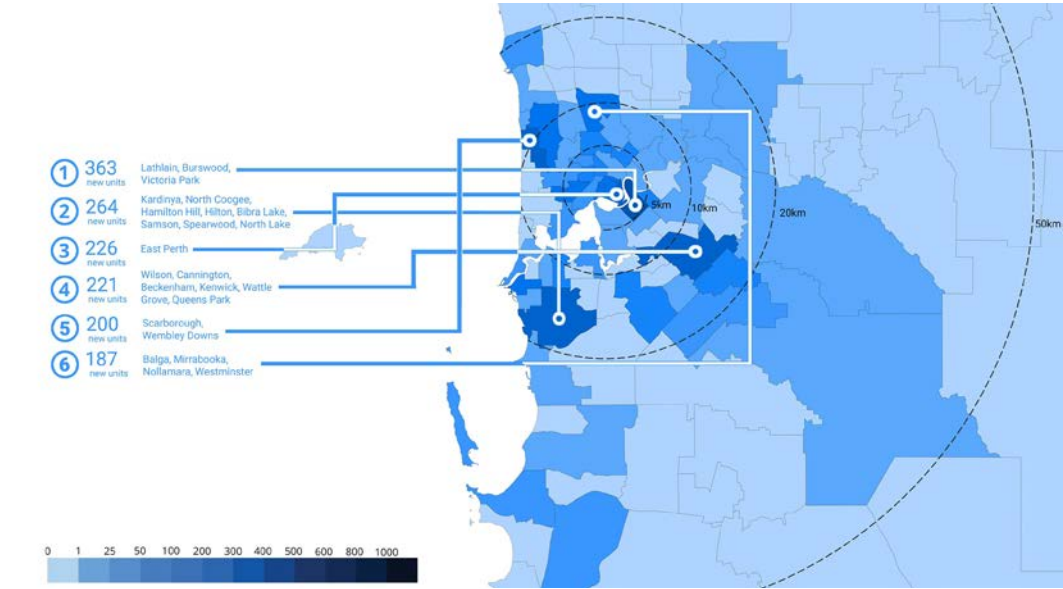 1
363
new units
Lathlain, Burswood,
Victoria Park
2
264
new units
Kardinya, North Coogee,
Hamilton Hill, Hilton, Bibra Lake,
Samson, Spearwood, North Lake
3
226
new units
East Perth
4
221
new units
Wilson, Cannington,
Beckenham, Kenwick, Wattle
Grove, Queens Park
5
200
new units
Scarborough,
Wembley Downs
6
187
new units
Balga, Mirrabooka,
Nollamara, Westminster
5km
10km
20km
50km
0 1 25 50 100 200 300 400 500 600 800 1000